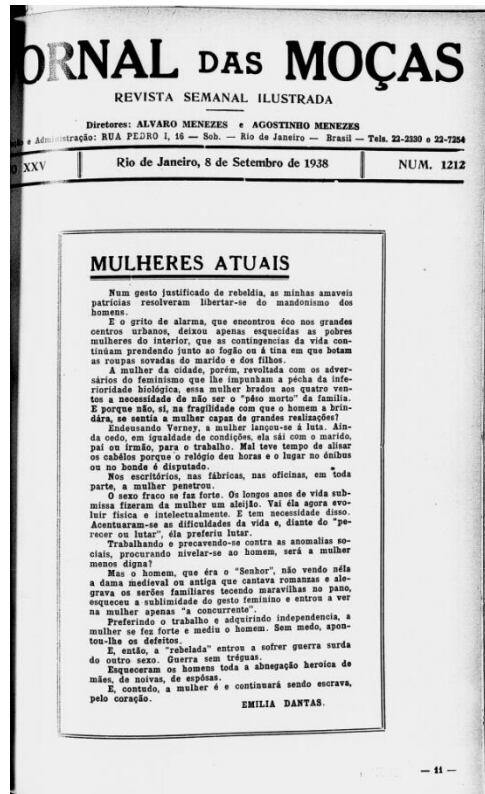 JORNAL DAS MOÇAS
REVISTA SEMANAL ILUSTRADA
Diretores: ALVARO MENEZES e AGOSTINHO MENEZES
e Administração: RUA PEDRO I, 16 — Sob. — Rio de Janeiro — Brasil — Tels. 22-2330 e 22-7254
XXV
Rio de Janeiro, 8 de Setembro de 1938
NUM. 1212
MULHERES ATUAIS
Num gesto justificado de rebeldia, as minhas amaveis
patrícias resolveram libertar-se do mandonismo dos
homens.
E o grito de alarma, que encontrou éco nos grandes
centros urbanos, deixou apenas esquecidas as pobres
mulheres do interior, que as contingencias da vida con-
tinúam prendendo junto ao fogão ou á tina em que botam
as roupas sovadas do marido e dos filhos.
A mulher da cidade, porém, revoltada com os adver-
sários do feminismo que lhe impunham a pécha da infe-
rioridade biológica, essa mulher bradou aos quatro ven-
tos a necessidade de não ser o "pêso morto" da família.
E porque não, si, na fragilidade com que o homem a brin-
dára, se sentía a mulher capaz de grandes realizações?
Endeusando Verney, a mulher lançou-se á luta. Ain-
da cedo, em igualdade de condições, ela sái com o marido,
pai ou irmão, para o trabalho. Mal teve tempo de alisar
os cabêlos porque o relógio deu horas e o lugar no ônibus
ou no bonde é disputado.
Nos escritórios, nas fábricas, nas oficinas, em toda
parte, a mulher penetrou.
O sexo fraco se faz forte. Os longos anos de vida sub-
missa fizeram da mulher um aleijão. Vai éla agora evo-
luir física e intelectualmente. E tem necessidade disso.
Acentuaram-se as dificuldades da vida e, diante do "pe-
recer ou lutar", éla preferiu lutar.
Trabalhando e precavendo-se contra as anomalias so-
ciais, procurando nivelar-se ao homem, será a mulher
menos digna?
Mas o homem, que éra o "Senhor", não vendo néla
a dama medieval ou antiga que cantava romanzas e ale-
grava os serões familiares tecendo maravilhas no pano,
esqueceu a sublimidade do gesto feminino e entrou a ver
na mulher apenas "a concurrente".
Preferindo o trabalho e adquirindo independencia, a
mulher se fez forte e mediu o homem. Sem medo, apon-
tou-lhe os defeitos.
E, então, a "rebelada" entrou a sofrer guerra surda
do outro sexo. Guerra sem tréguas.
Esqueceram os homens toda a abnegação heroica de
mães, de noivas, de espôsas.
E, contudo, a mulher é e continuará sendo escrava,
pelo coração.
EMILIA DANTAS.
— 11 —